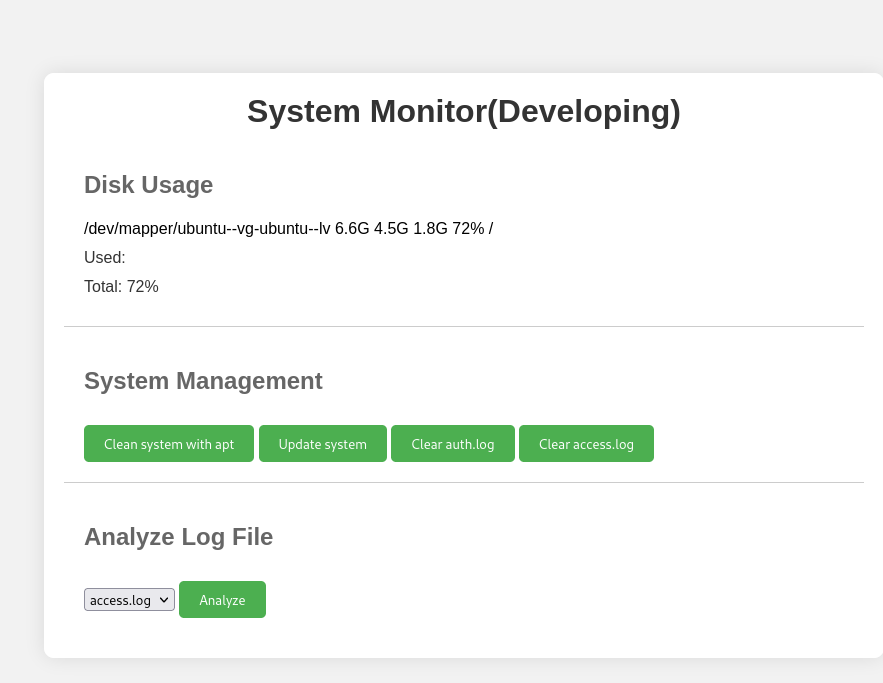 System Monitor(Developing)
Disk Usage
/dev/mapper/ubuntu--vg-ubuntu--lv 6.6G 4.5G 1.8G 72% /
Used:
Total: 72%
System Management
Clean system with apt Update system Clear auth.log Clear access.log
Analyze Log File
access.log Analyze